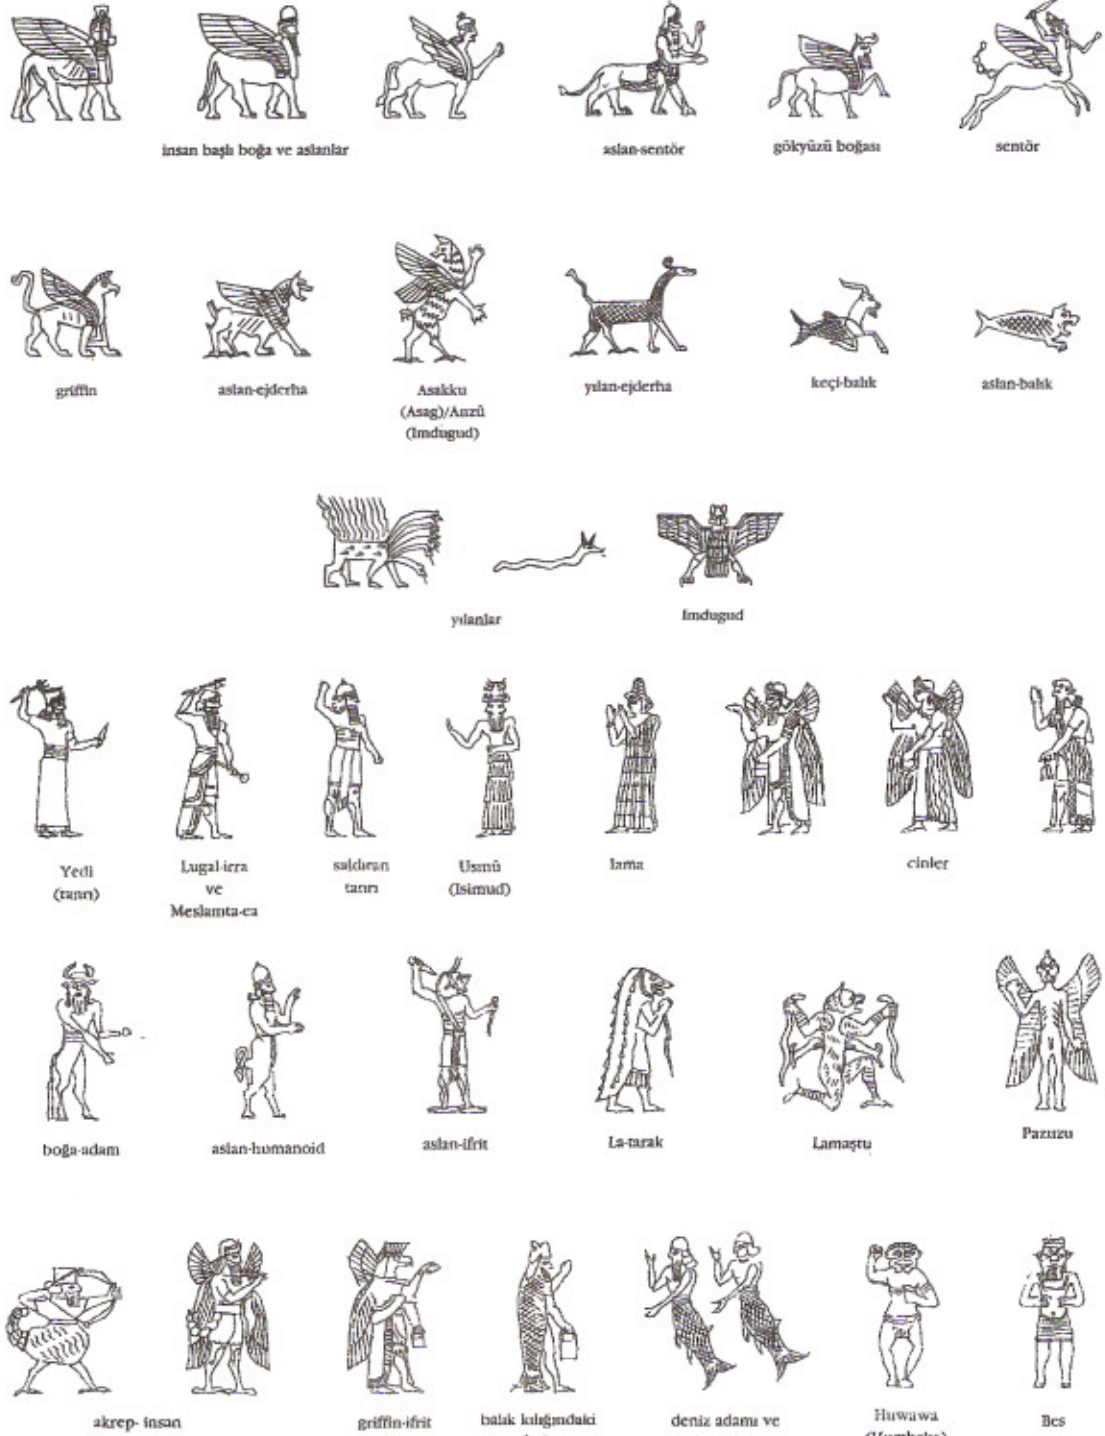 insan başlı boğa ve aslanlar
aslan-sentör
gökyüzü boğası
sentör
griffin
aslan-ejderha
Asakku
(Asag)/Anzû
(Imdugud)
yılan-ejderha
keçi-balık
aslan-balık
yılanlar
Imdugud
Yedi
(tanrı)
Lugal-irra
ve
Meslamta-ea
saldıran
tanrı
Usmû
(Isimud)
lama
cinler
boğa-adam
aslan-humanoid
aslan-ifrit
La-tarak
Lamaştu
Pazuzu
akrep- insan
griffin-ifrit
balık kılığındaki
deniz adamı ve
Huwawa
(Humbaba)
Bes